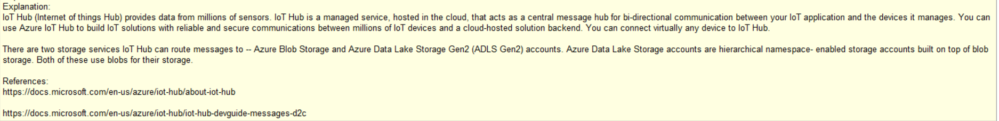 Explanation:
IoT Hub (Internet of things Hub) provides data from millions of sensors. IoT Hub is a managed service, hosted in the cloud, that acts as a central message hub for bi-directional communication between your IoT application and the devices it manages. You can
use Azure IoT Hub to build IoT solutions with reliable and secure communications between millions of IoT devices and a cloud-hosted solution backend. You can connect virtually any device to IoT Hub.
There are two storage services IoT Hub can route messages to -- Azure Blob Storage and Azure Data Lake Storage Gen2 (ADLS Gen2) accounts. Azure Data Lake Storage accounts are hierarchical namespace- enabled storage accounts built on top of blob
storage. Both of these use blobs for their storage.
References:
https://docs.microsoft.com/en-us/azure/iot-hub/about-iot-hub
https://docs.microsoft.com/en-us/azure/iot-hub/iot-hub-devguide-messages-d2c